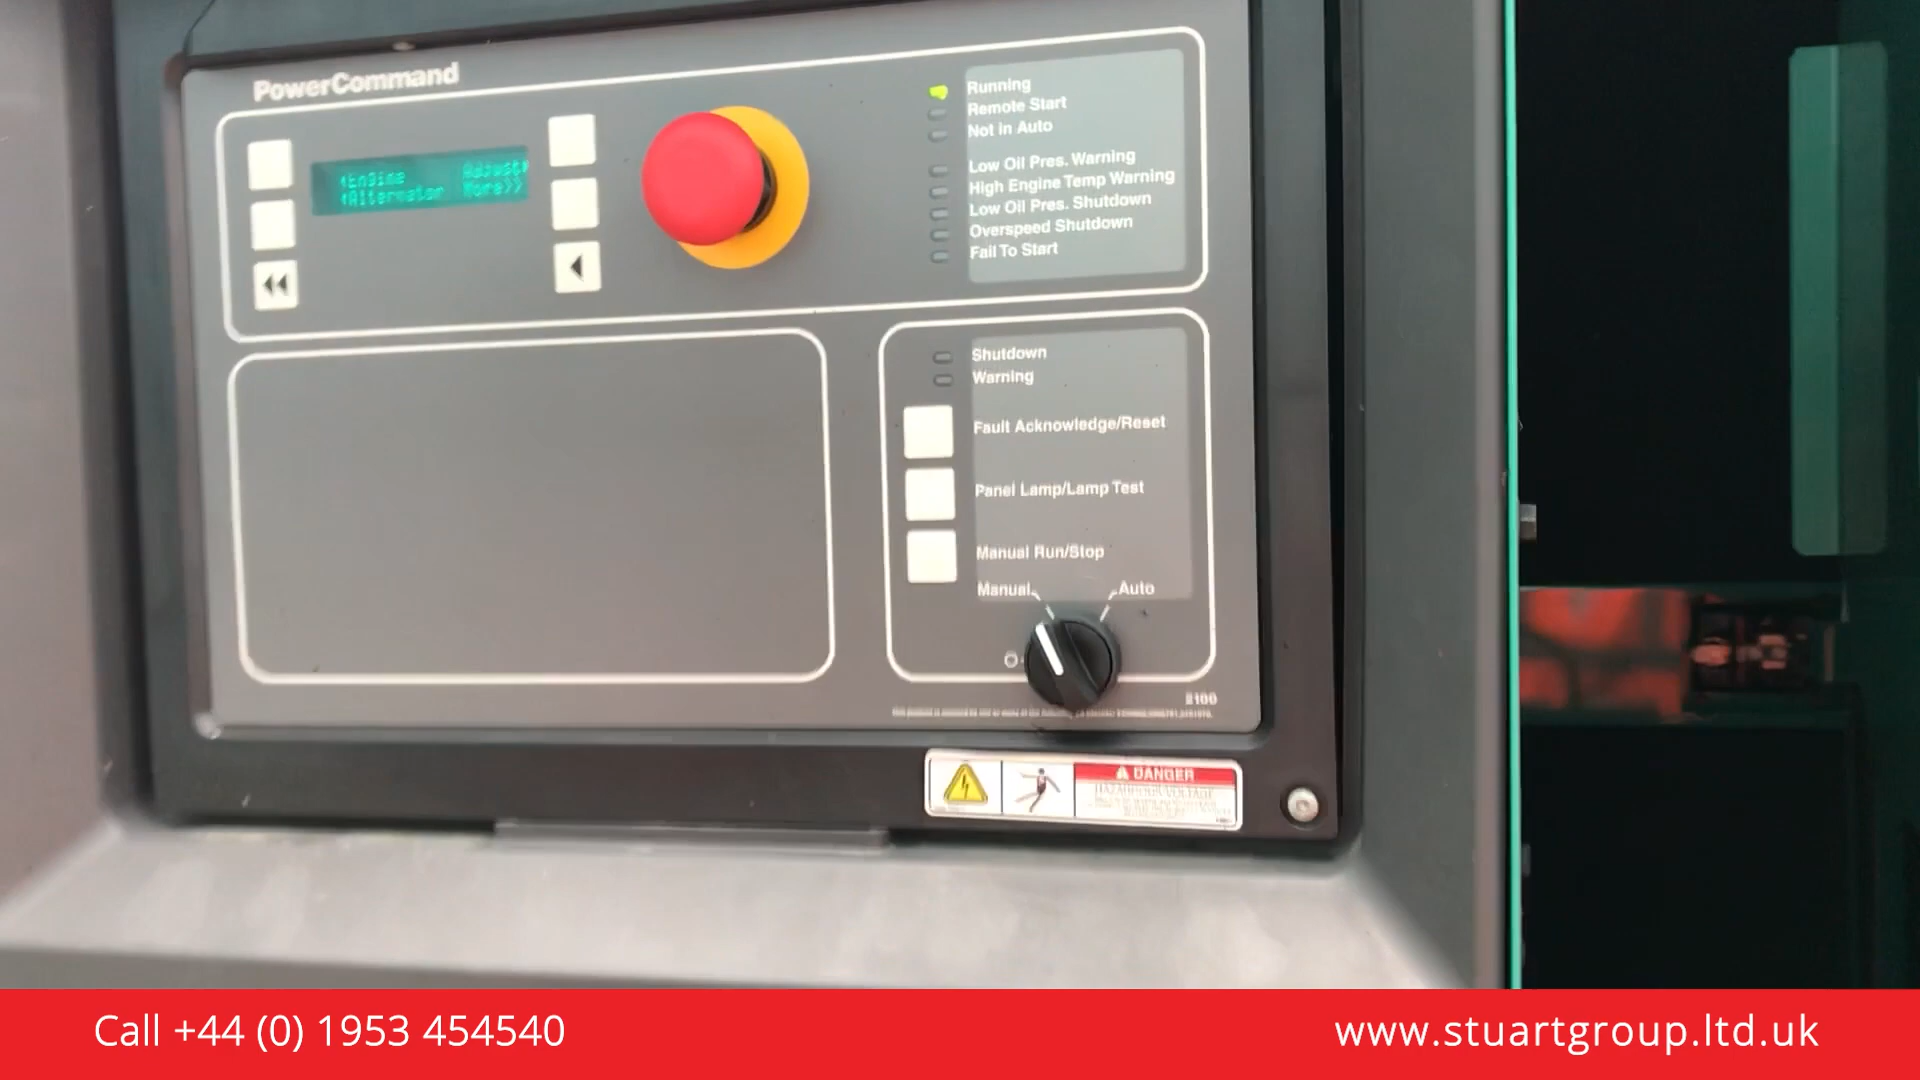 PowerCommand
‹Engine Adjust›
‹Alternator More>>
Running
Remote Start
Not in Auto
Low Oil Pres. Warning
High Engine Temp Warning
Low Oil Pres. Shutdown
Overspeed Shutdown
Fail To Start
Shutdown
Warning
Fault Acknowledge/Reset
Panel Lamp/Lamp Test
Manual Run/Stop
Manual Auto
O
2100
DANGER
HAZARDOUS VOLTAGE
Call +44 (0) 1953 454540
www.stuartgroup.ltd.uk